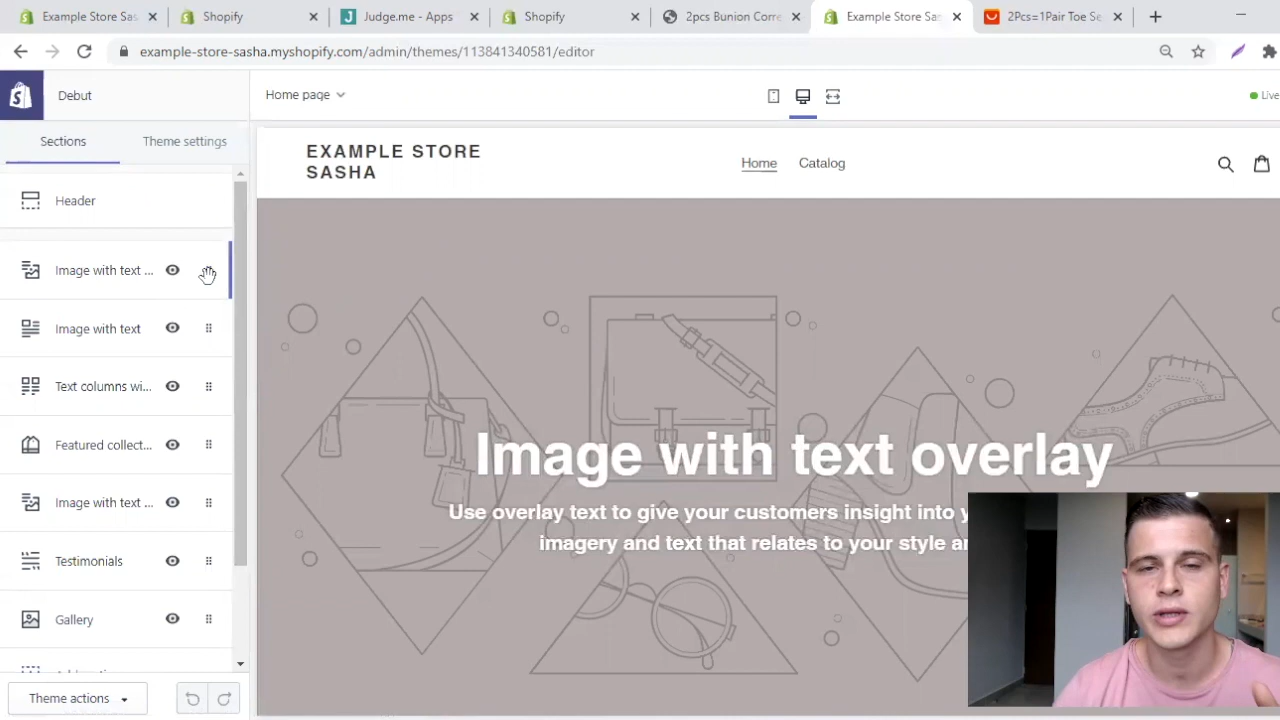 Example Store Sas
Shopify
Judge.me - Apps
Shopify
2pcs Bunion Corre
Example Store Sas
2Pcs=1Pair Toe Se
example-store-sasha.myshopify.com/admin/themes/113841340581/editor
Debut
Home page
Live
Sections
Theme settings
EXAMPLE STORE
SASHA
Home
Catalog
Header
Image with text ...
Image with text
Text columns wi...
Featured collect...
Image with text ...
Testimonials
Gallery
Image with text overlay
Use overlay text to give your customers insight into y
imagery and text that relates to your style a
Theme actions